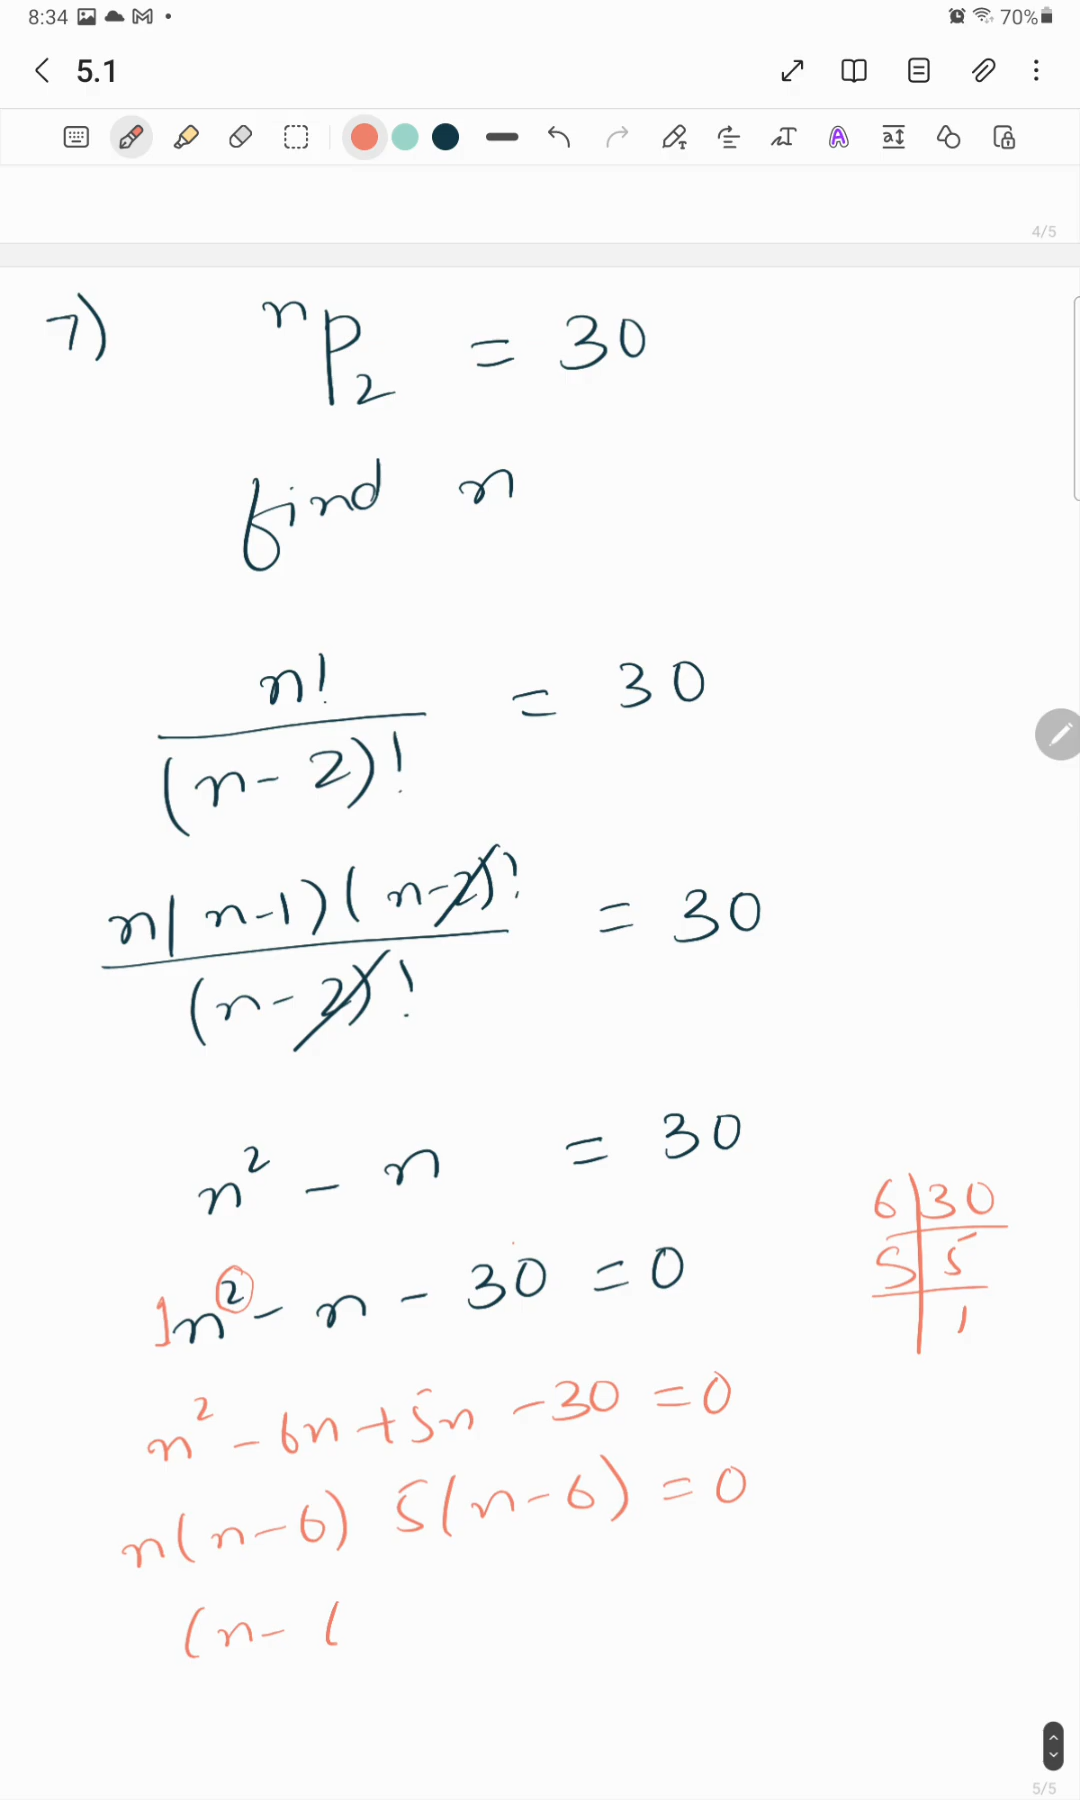 8:34 70%
5.1
4/5
7) ⁿP₂ = 30
find n
n! / (n-2)! = 30
n(n-1)(n-2)! / (n-2)! = 30
n² - n = 30
1n² - n - 30 = 0
6 | 30
5 | 5
| 1
n² - 6n + 5n - 30 = 0
n(n-6) 5(n-6) = 0
(n- (
5/5